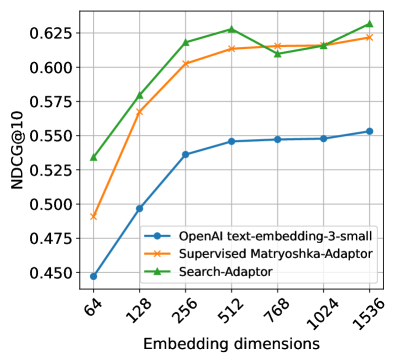 NDCG@10
0.625
0.600
0.575
0.550
0.525
0.500
0.475
0.450
OpenAI text-embedding-3-small
Supervised Matryoshka-Adaptor
Search-Adaptor
64 128 256 512 768 1024 1536
Embedding dimensions